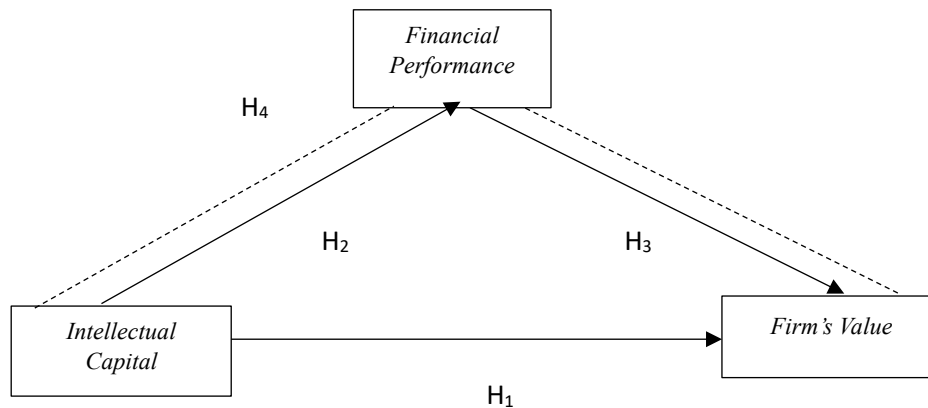 Financial
Performance
H₄
H₂
H₃
Intellectual
Capital
Firm’s Value
H₁